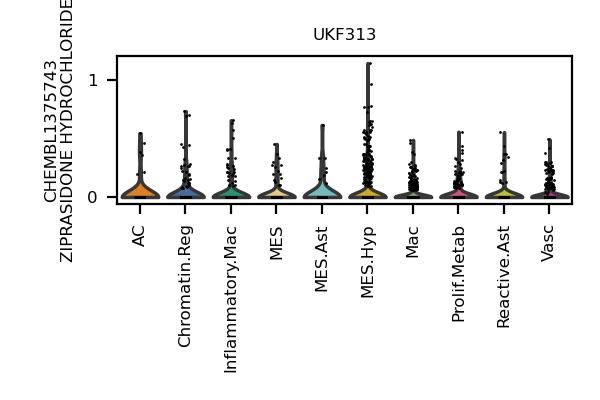 UKF313
CHEMBL1375743
ZIPRASIDONE HYDROCHLORIDE
1
0
AC
Chromatin.Reg
Inflammatory.Mac
MES
MES.Ast
MES.Hyp
Mac
Prolif.Metab
Reactive.Ast
Vasc